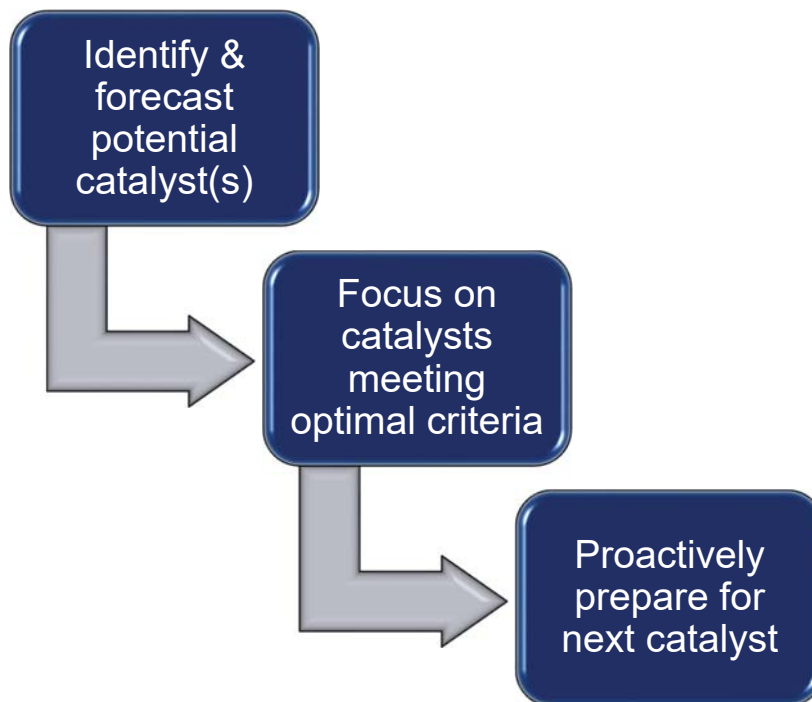 Identify &
forecast
potential
catalyst(s)
Focus on
catalysts
meeting
optimal criteria
Proactively
prepare for
next catalyst